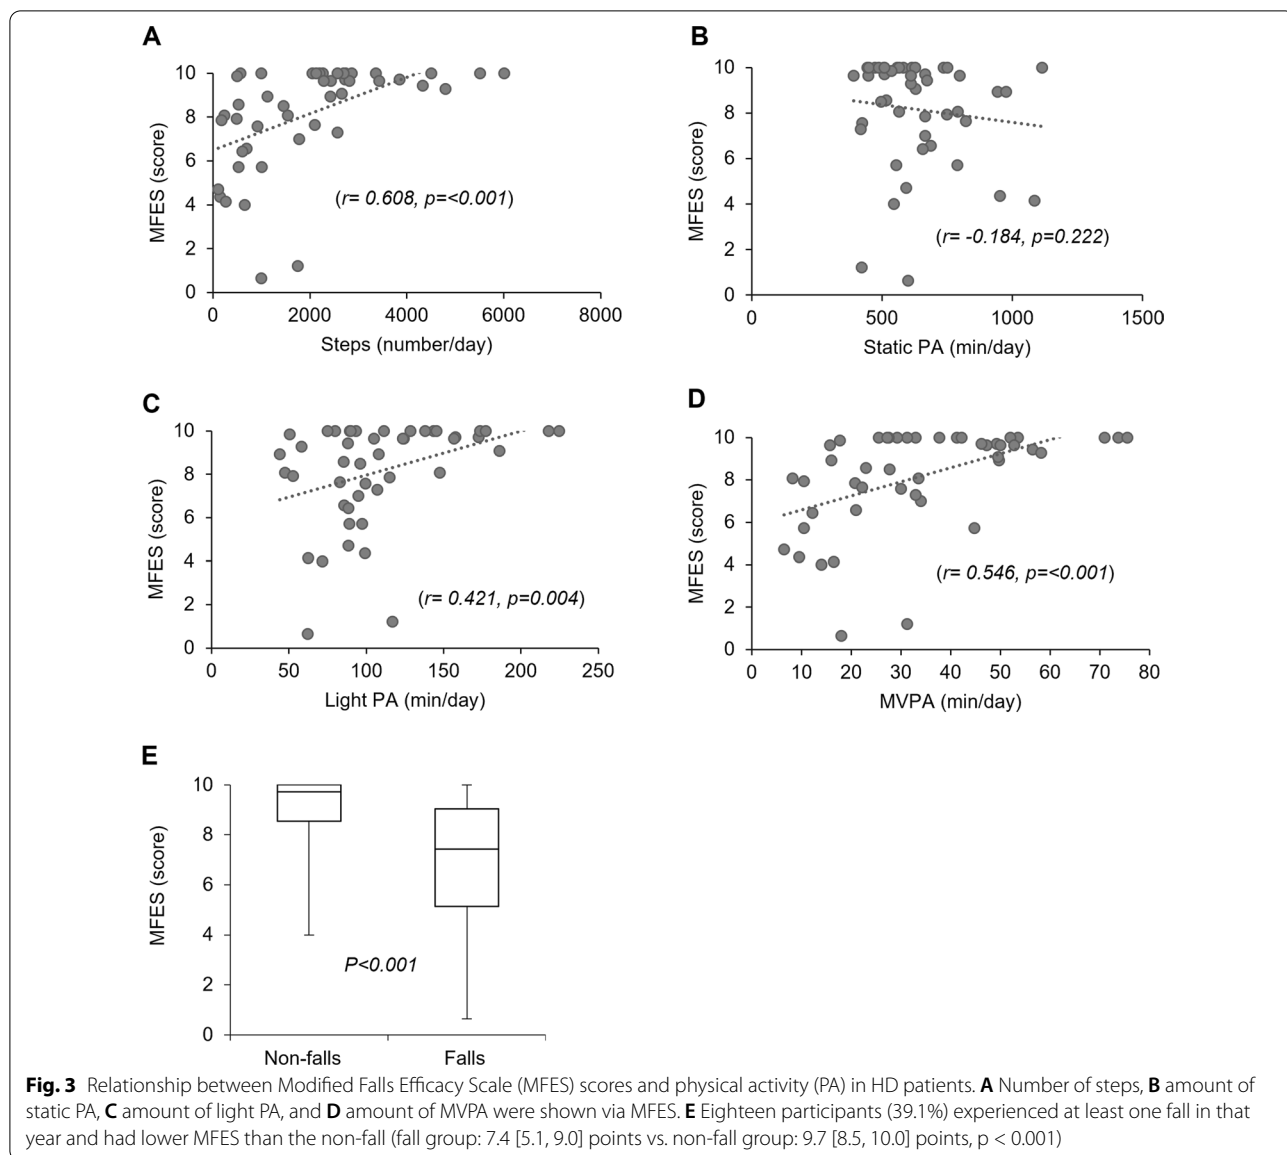 A
10
8
6
4
2
0
MFES (score)
(r= 0.608, p=<0.001)
0 2000 4000 6000 8000
Steps (number/day)
B
10
8
6
4
2
0
MFES (score)
(r= -0.184, p=0.222)
0 500 1000 1500
Static PA (min/day)
C
10
8
6
4
2
0
MFES (score)
(r= 0.421, p=0.004)
0 50 100 150 200 250
Light PA (min/day)
D
10
8
6
4
2
0
MFES (score)
(r= 0.546, p=<0.001)
0 10 20 30 40 50 60 70 80
MVPA (min/day)
E
10
8
6
4
2
0
MFES (score)
P<0.001
Non-falls Falls
Fig. 3 Relationship between Modified Falls Efficacy Scale (MFES) scores and physical activity (PA) in HD patients. A Number of steps, B amount of
static PA, C amount of light PA, and D amount of MVPA were shown via MFES. E Eighteen participants (39.1%) experienced at least one fall in that
year and had lower MFES than the non-fall (fall group: 7.4 [5.1, 9.0] points vs. non-fall group: 9.7 [8.5, 10.0] points, p < 0.001)